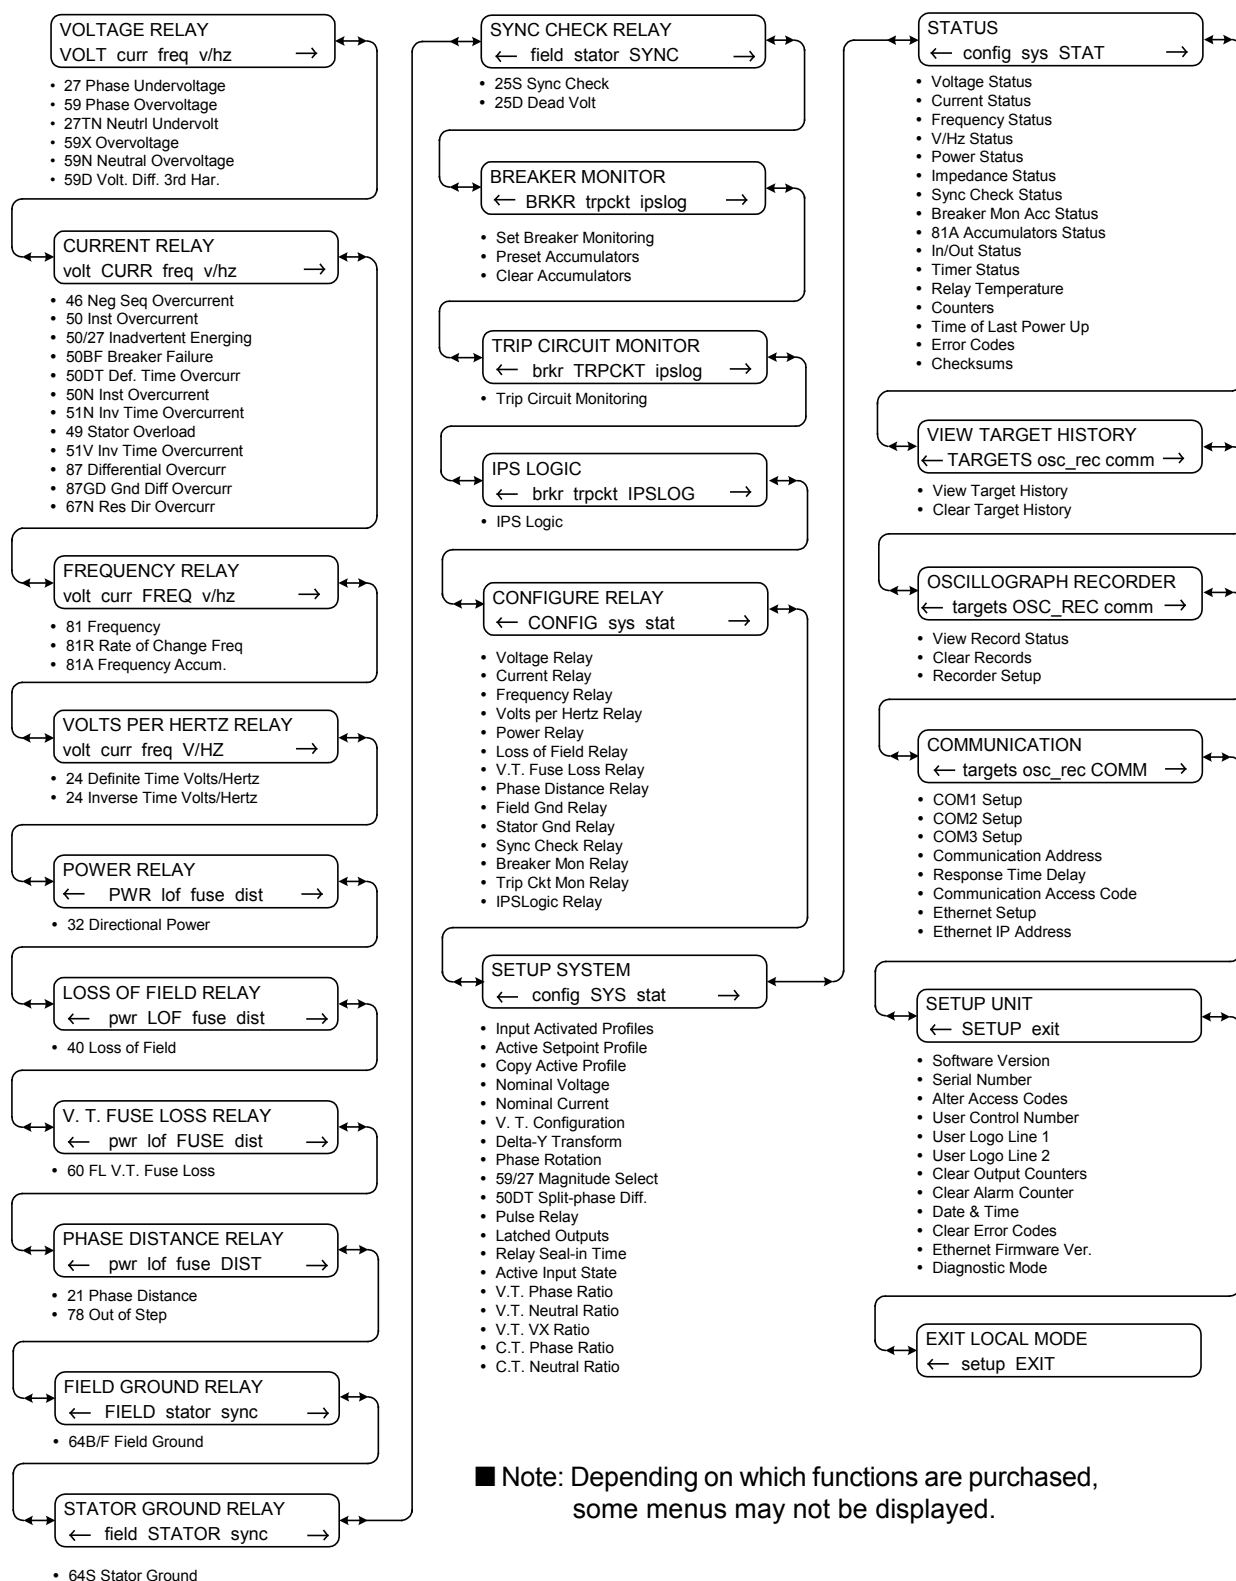 VOLTAGE RELAY
VOLT curr freq v/hz →
• 27 Phase Undervoltage
• 59 Phase Overvoltage
• 27TN Neutrl Undervolt
• 59X Overvoltage
• 59N Neutral Overvoltage
• 59D Volt. Diff. 3rd Har.
CURRENT RELAY
volt CURR freq v/hz →
• 46 Neg Seq Overcurrent
• 50 Inst Overcurrent
• 50/27 Inadvertent Energing
• 50BF Breaker Failure
• 50DT Def. Time Overcurr
• 50N Inst Overcurrent
• 51N Inv Time Overcurrent
• 49 Stator Overload
• 51V Inv Time Overcurrent
• 87 Differential Overcurr
• 87GD Gnd Diff Overcurr
• 67N Res Dir Overcurr
FREQUENCY RELAY
volt curr FREQ v/hz →
• 81 Frequency
• 81R Rate of Change Freq
• 81A Frequency Accum.
VOLTS PER HERTZ RELAY
volt curr freq V/HZ →
• 24 Definite Time Volts/Hertz
• 24 Inverse Time Volts/Hertz
POWER RELAY
← PWR lof fuse dist →
• 32 Directional Power
LOSS OF FIELD RELAY
← pwr LOF fuse dist →
• 40 Loss of Field
V. T. FUSE LOSS RELAY
← pwr lof FUSE dist →
• 60 FL V.T. Fuse Loss
PHASE DISTANCE RELAY
← pwr lof fuse DIST →
• 21 Phase Distance
• 78 Out of Step
FIELD GROUND RELAY
← FIELD stator sync →
• 64B/F Field Ground
STATOR GROUND RELAY
← field STATOR sync →
• 64S Stator Ground
SYNC CHECK RELAY
← field stator SYNC →
• 25S Sync Check
• 25D Dead Volt
BREAKER MONITOR
← BRKR trpckt ipslog →
• Set Breaker Monitoring
• Preset Accumulators
• Clear Accumulators
TRIP CIRCUIT MONITOR
← brkr TRPCKT ipslog →
• Trip Circuit Monitoring
IPS LOGIC
← brkr trpckt IPSLOG →
• IPS Logic
CONFIGURE RELAY
← CONFIG sys stat →
• Voltage Relay
• Current Relay
• Frequency Relay
• Volts per Hertz Relay
• Power Relay
• Loss of Field Relay
• V.T. Fuse Loss Relay
• Phase Distance Relay
• Field Gnd Relay
• Stator Gnd Relay
• Sync Check Relay
• Breaker Mon Relay
• Trip Ckt Mon Relay
• IPSLogic Relay
SETUP SYSTEM
← config SYS stat →
• Input Activated Profiles
• Active Setpoint Profile
• Copy Active Profile
• Nominal Voltage
• Nominal Current
• V. T. Configuration
• Delta-Y Transform
• Phase Rotation
• 59/27 Magnitude Select
• 50DT Split-phase Diff.
• Pulse Relay
• Latched Outputs
• Relay Seal-in Time
• Active Input State
• V.T. Phase Ratio
• V.T. Neutral Ratio
• V.T. VX Ratio
• C.T. Phase Ratio
• C.T. Neutral Ratio
STATUS
← config sys STAT →
• Voltage Status
• Current Status
• Frequency Status
• V/Hz Status
• Power Status
• Impedance Status
• Sync Check Status
• Breaker Mon Acc Status
• 81A Accumulators Status
• In/Out Status
• Timer Status
• Relay Temperature
• Counters
• Time of Last Power Up
• Error Codes
• Checksums
VIEW TARGET HISTORY
← TARGETS osc_rec comm →
• View Target History
• Clear Target History
OSCILLOGRAPH RECORDER
← targets OSC_REC comm →
• View Record Status
• Clear Records
• Recorder Setup
COMMUNICATION
← targets osc_rec COMM →
• COM1 Setup
• COM2 Setup
• COM3 Setup
• Communication Address
• Response Time Delay
• Communication Access Code
• Ethernet Setup
• Ethernet IP Address
SETUP UNIT
← SETUP exit
• Software Version
• Serial Number
• Alter Access Codes
• User Control Number
• User Logo Line 1
• User Logo Line 2
• Clear Output Counters
• Clear Alarm Counter
• Date & Time
• Clear Error Codes
• Ethernet Firmware Ver.
• Diagnostic Mode
EXIT LOCAL MODE
← setup EXIT
■ Note: Depending on which functions are purchased,
some menus may not be displayed.